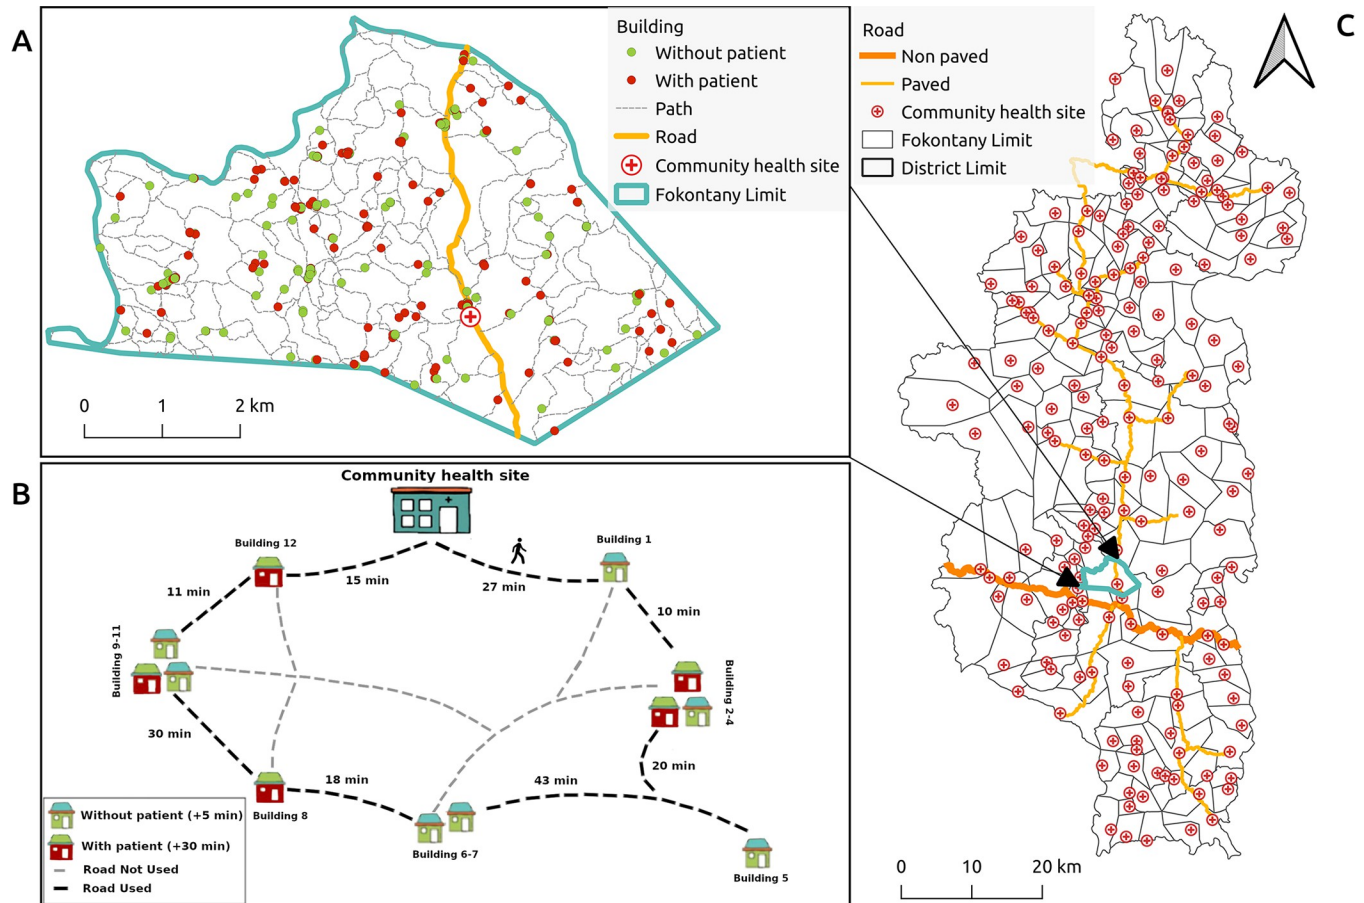 A
Building
Without patient
With patient
Path
Road
Community health site
Fokontany Limit
0 1 2 km
B
Community health site
Building 12
Building 1
15 min
27 min
11 min
10 min
Building 9-11
Building 2-4
30 min
20 min
18 min
43 min
Building 8
Building 6-7
Building 5
Without patient (+5 min)
With patient (+30 min)
Road Not Used
Road Used
C
Road
Non paved
Paved
Community health site
Fokontany Limit
District Limit
0 10 20 km